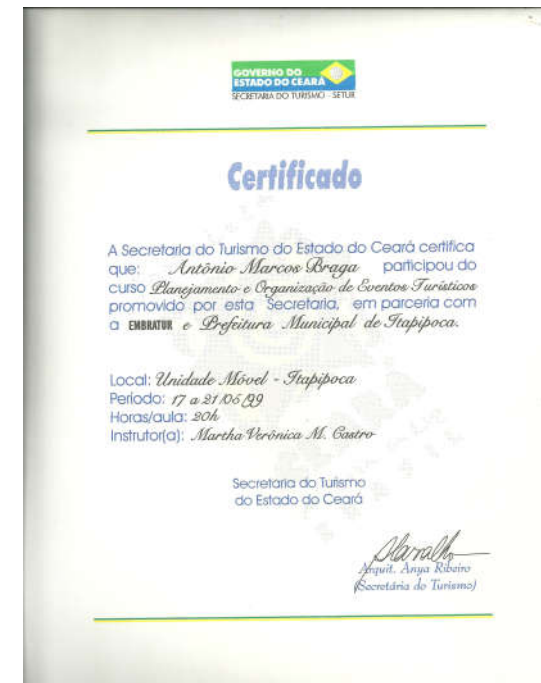 GOVERNO DO
ESTADO DO CEARÁ
SECRETARIA DO TURISMO - SETUR
Certificado
A Secretaria do Turismo do Estado do Ceará certifica
que: Antônio Marcos Braga participou do
curso Planejamento e Organização de Eventos Turísticos
promovido por esta Secretaria, em parceria com
a EMBRATUR e Prefeitura Municipal de Itapipoca.
Local: Unidade Móvel - Itapipoca
Período: 17 a 21/05/99
Horas/aula: 20h
Instrutor(a): Martha Verônica M. Castro
Secretaria do Turismo
do Estado do Ceará
Arquit. Anya Ribeiro
(Secretária do Turismo)
CEARÁ
BRASIL